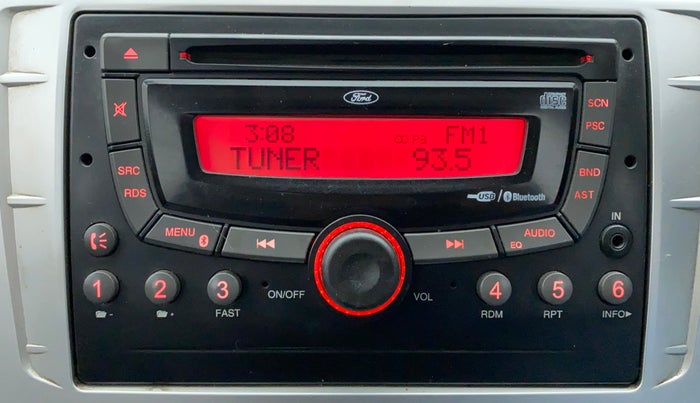 Ford
disc
SCN
PSC
3:08 FM1
TUNER 93.5
SRC
RDS
BND
AST
USB / Bluetooth
MENU
AUDIO
EQ
IN
1
2
3
4
5
6
ON/OFF
VOL
-
+
FAST
RDM
RPT
INFO